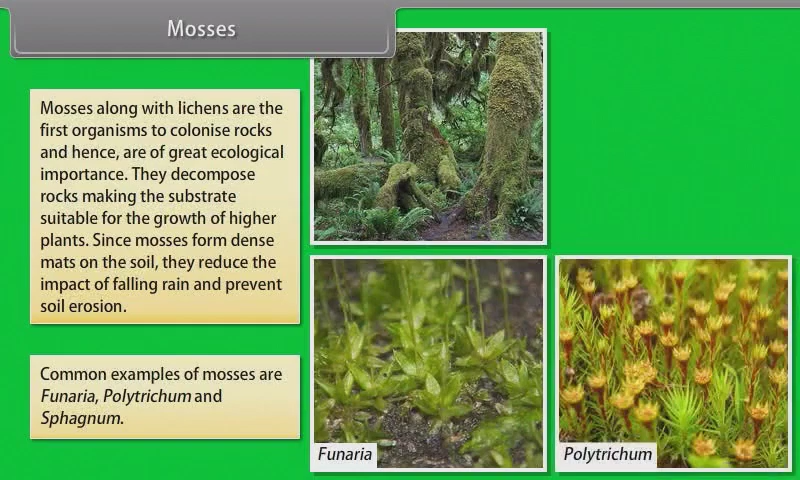 Mosses
Mosses along with lichens are the
first organisms to colonise rocks
and hence, are of great ecological
importance. They decompose
rocks making the substrate
suitable for the growth of higher
plants. Since mosses form dense
mats on the soil, they reduce the
impact of falling rain and prevent
soil erosion.
Common examples of mosses are
Funaria, Polytrichum and
Sphagnum.
Funaria
Polytrichum